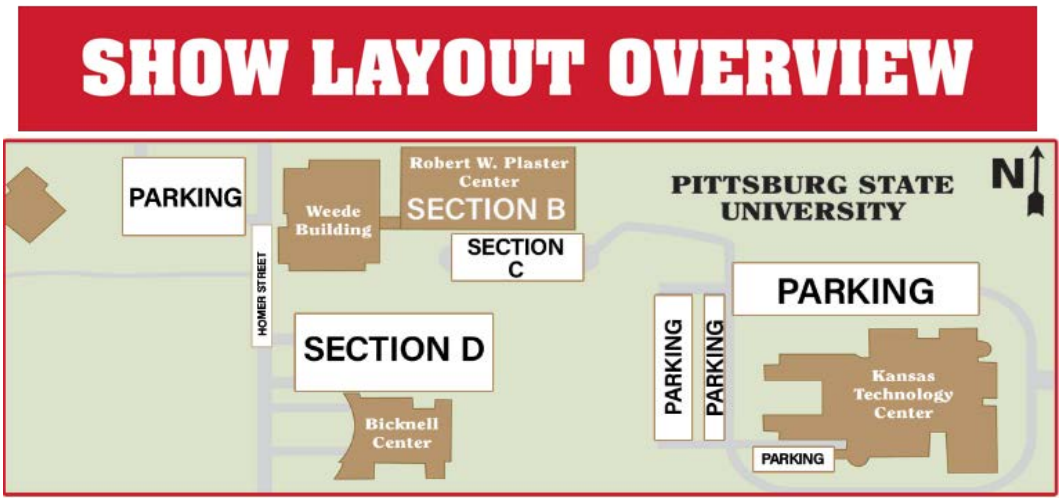 SHOW LAYOUT OVERVIEW
PARKING
Weede
Building
Robert W. Plaster
Center
SECTION B
PITTSBURG STATE
UNIVERSITY
N
HOMER STREET
SECTION
C
PARKING
SECTION D
PARKING
PARKING
Kansas
Technology
Center
Bicknell
Center
PARKING